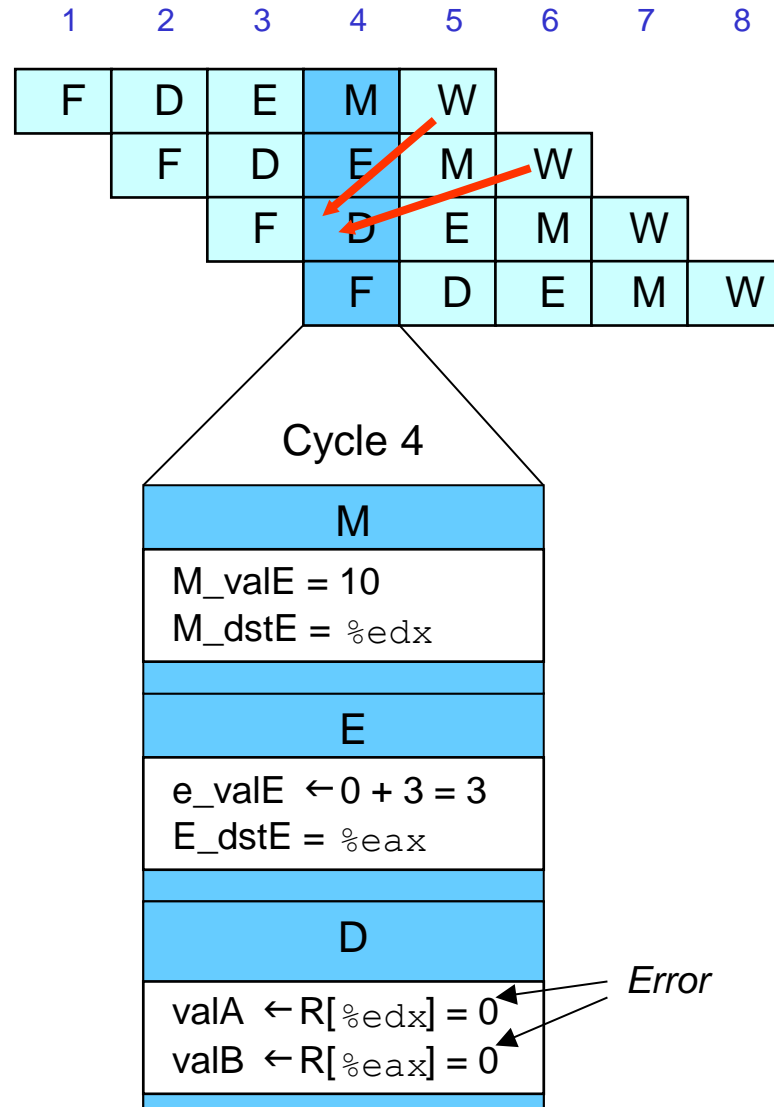 1 2 3 4 5 6 7 8
F D E M W
F D E M W
F D E M W
F D E M W
Cycle 4
M
M_valE = 10
M_dstE = %edx
E
e_valE ← 0 + 3 = 3
E_dstE = %eax
D
Error
valA ← R[%edx] = 0
valB ← R[%eax] = 0